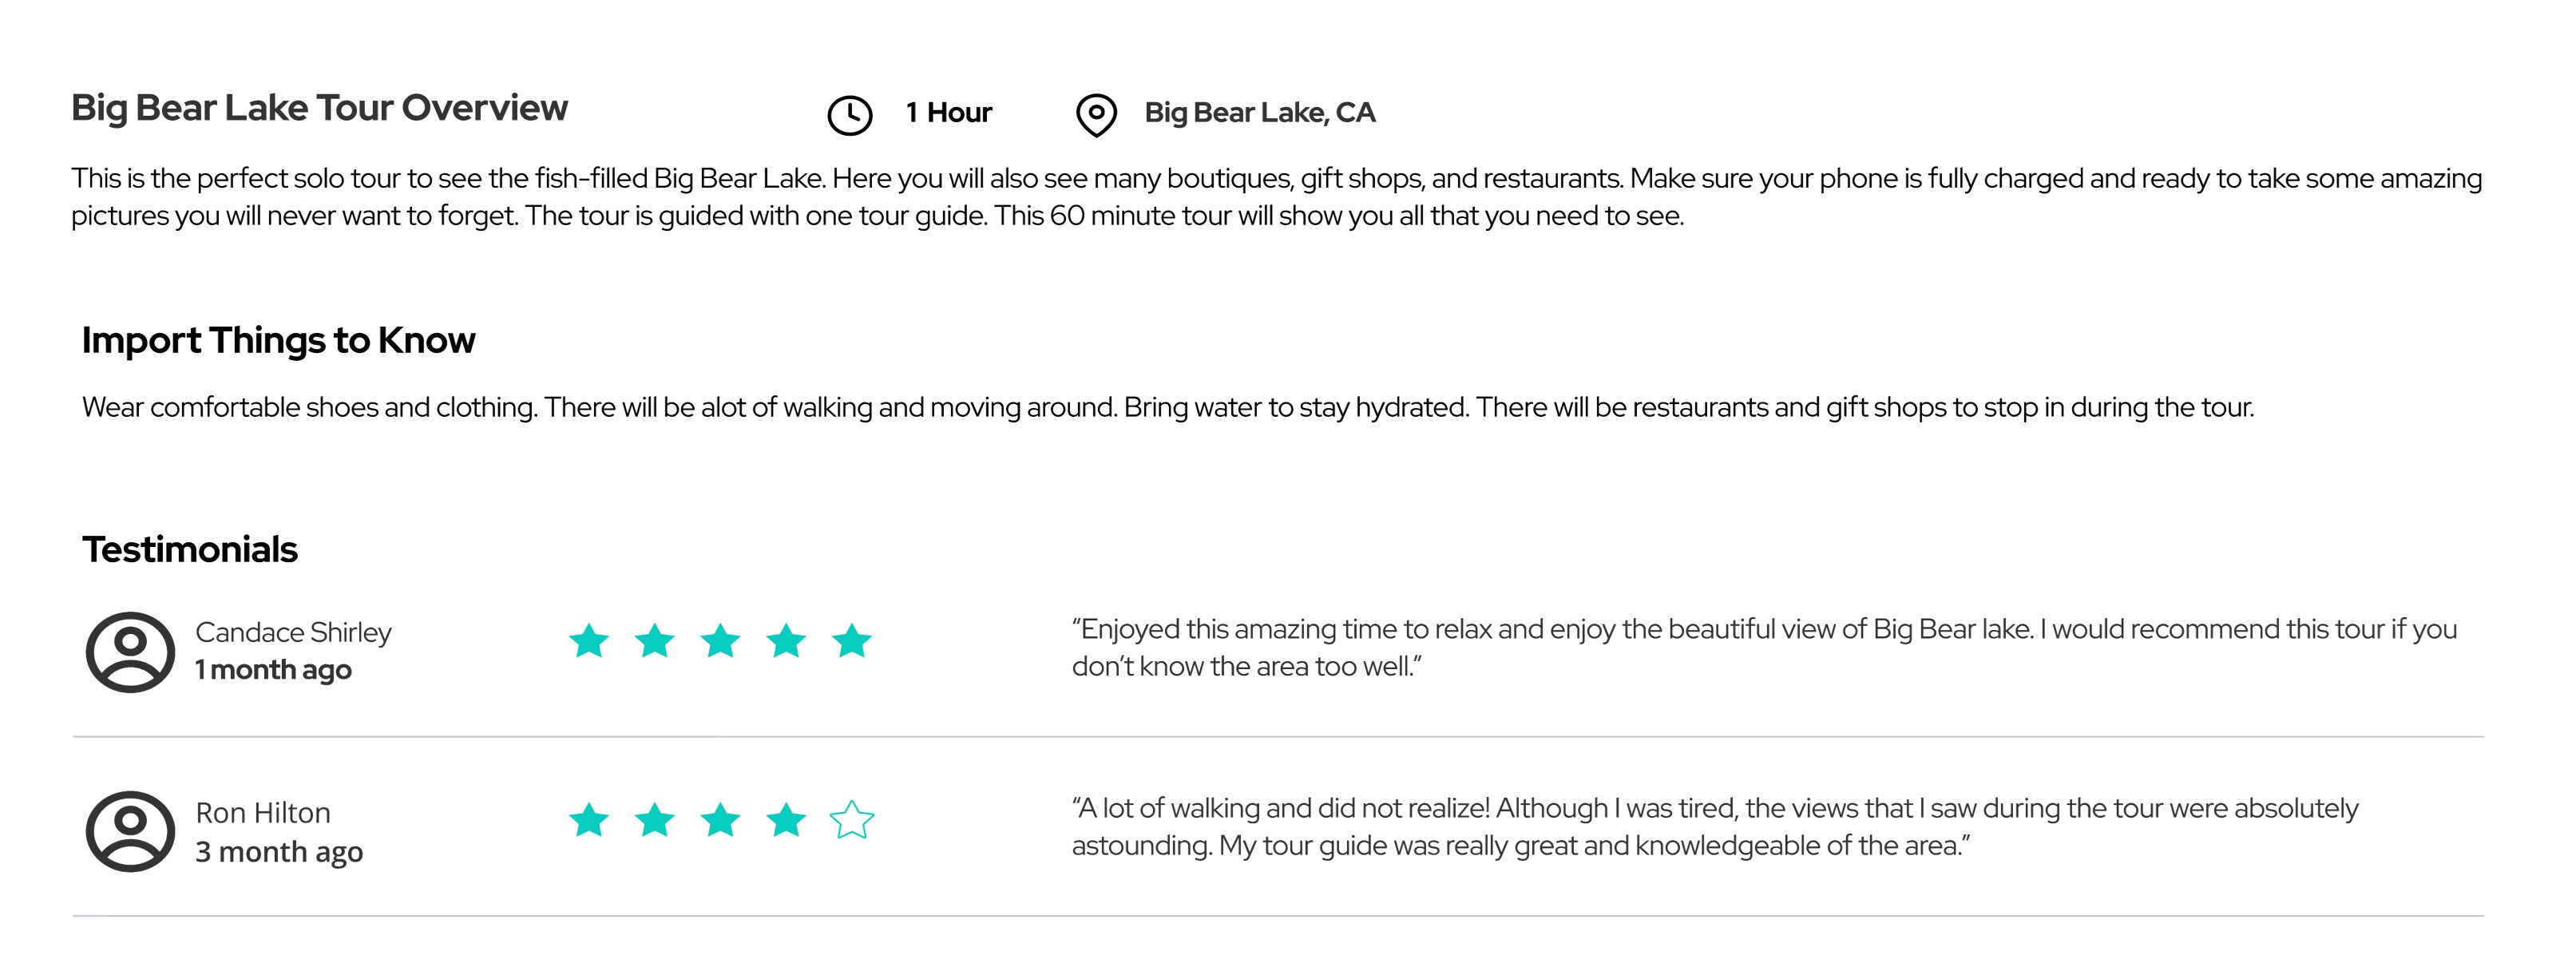 Big Bear Lake Tour Overview
1 Hour
Big Bear Lake, CA
This is the perfect solo tour to see the fish-filled Big Bear Lake. Here you will also see many boutiques, gift shops, and restaurants. Make sure your phone is fully charged and ready to take some amazing
pictures you will never want to forget. The tour is guided with one tour guide. This 60 minute tour will show you all that you need to see.
Import Things to Know
Wear comfortable shoes and clothing. There will be alot of walking and moving around. Bring water to stay hydrated. There will be restaurants and gift shops to stop in during the tour.
Testimonials
Candace Shirley
1 month ago
“Enjoyed this amazing time to relax and enjoy the beautiful view of Big Bear lake. I would recommend this tour if you
don’t know the area too well.”
Ron Hilton
3 month ago
“A lot of walking and did not realize! Although I was tired, the views that I saw during the tour were absolutely
astounding. My tour guide was really great and knowledgeable of the area.”